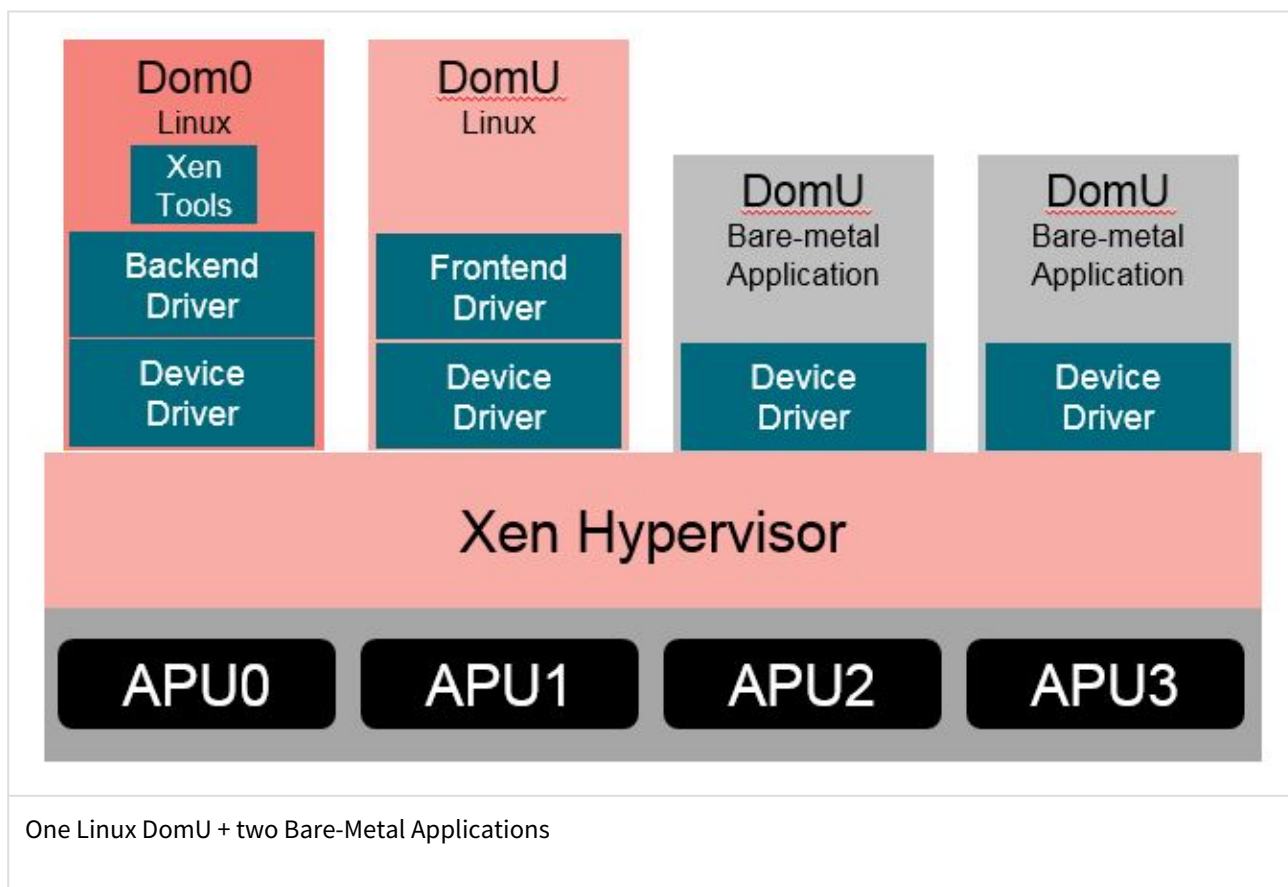 Dom0
Linux
Xen
Tools
Backend
Driver
Device
Driver
DomU
Linux
Frontend
Driver
Device
Driver
DomU
Bare-metal
Application
Device
Driver
DomU
Bare-metal
Application
Device
Driver
Xen Hypervisor
APU0
APU1
APU2
APU3
One Linux DomU + two Bare-Metal Applications